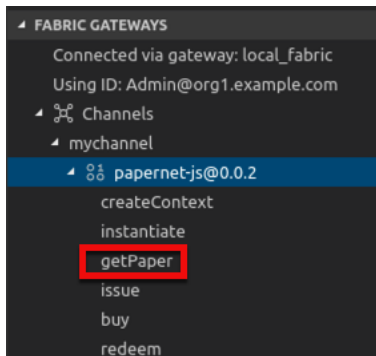 FABRIC GATEWAYS
Connected via gateway: local_fabric
Using ID: Admin@org1.example.com
Channels
mychannel
papernet-js@0.0.2
createContext
instantiate
getPaper
issue
buy
redeem